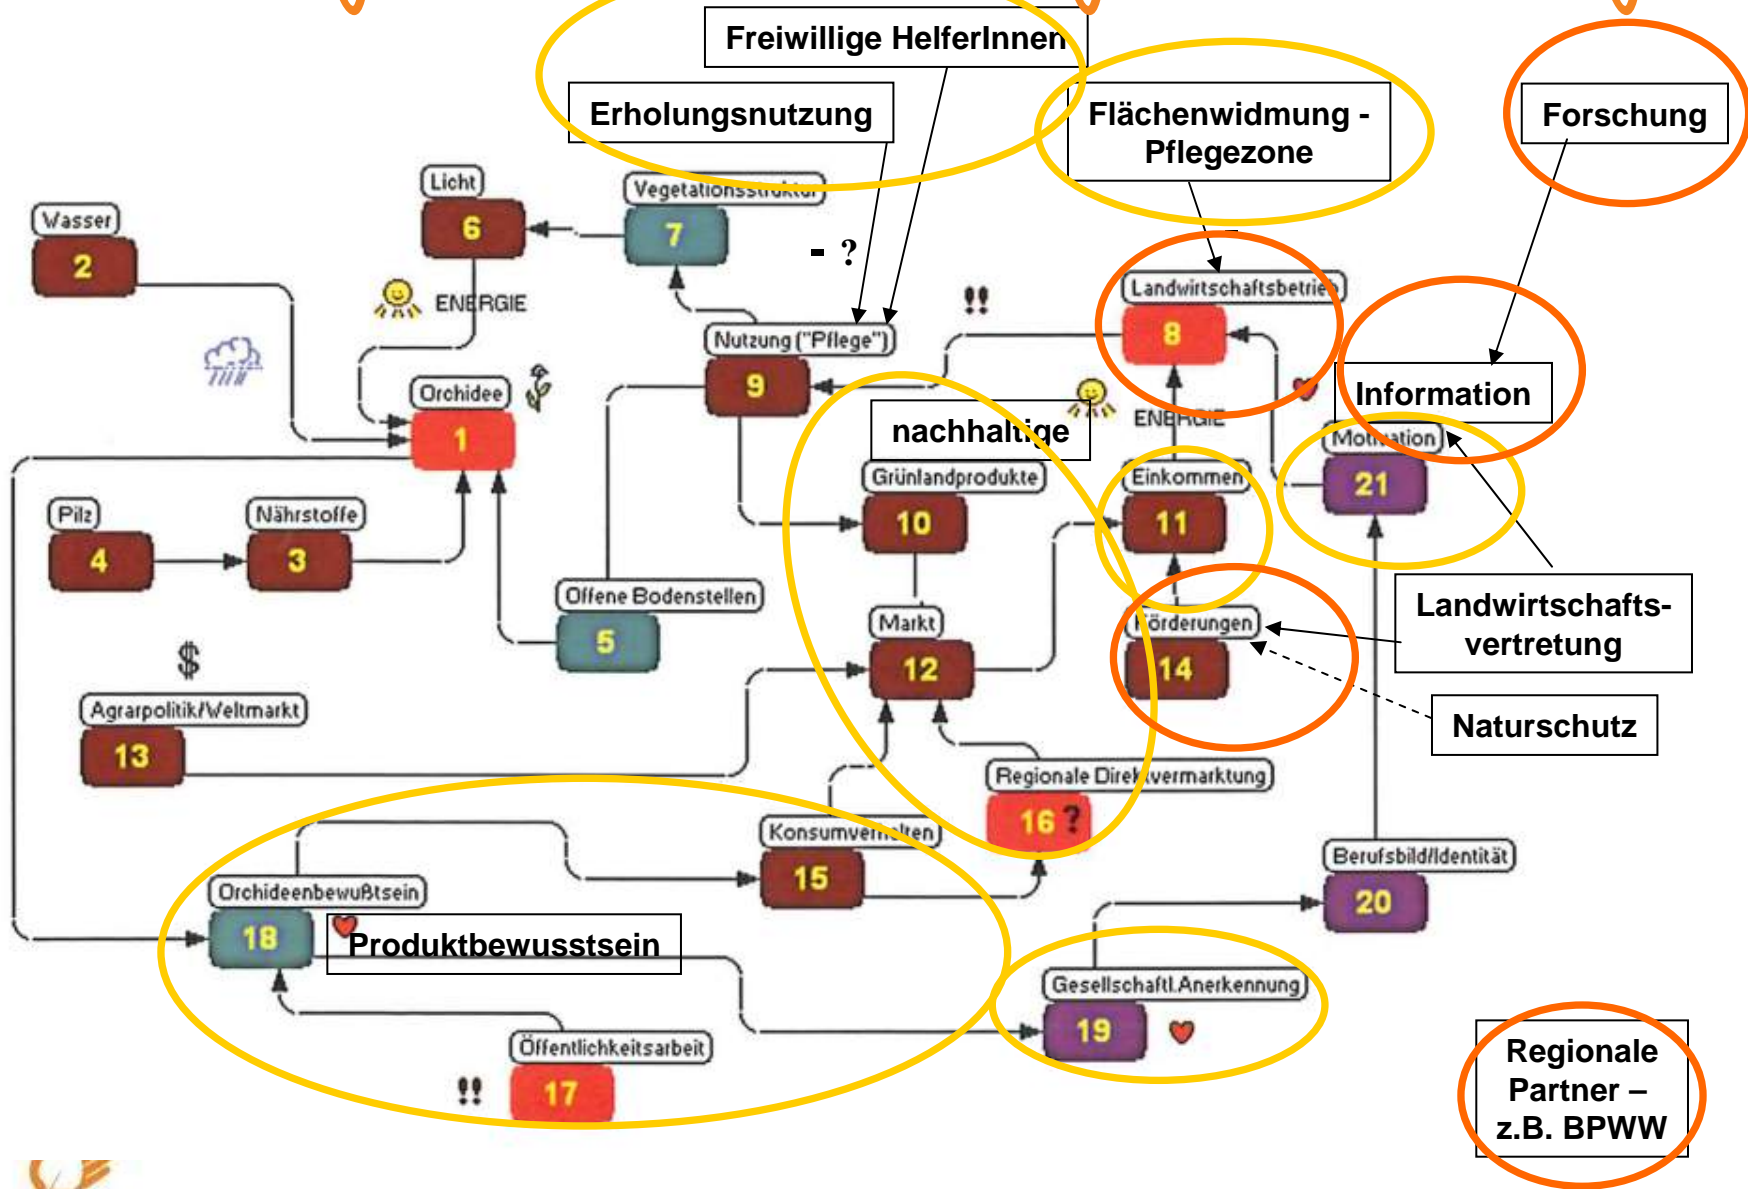 Freiwillige HelferInnen
Erholungsnutzung
Flächenwidmung -
Pflegezone
Forschung
Licht
6
Vegetationsstruktur
7
Wasser
2
- ?
ENERGIE
!!
Landwirtschaftsbetrieb
8
Nutzung ("Pflege")
9
Orchidee
1
ENERGIE
Information
nachhaltige
Motivation
21
Grünlandprodukte
10
Einkommen
11
Pilz
4
Nährstoffe
3
Offene Bodenstellen
5
Markt
12
Förderungen
14
Landwirtschafts-
vertretung
Naturschutz
$
Agrarpolitik/Weltmarkt
13
Regionale Direktvermarktung
16 ?
Konsumverhalten
15
Berufsbild/Identität
20
Orchideenbewußtsein
18
Produktbewusstsein
Gesellschaftl.Anerkennung
19
Öffentlichkeitsarbeit
!!
17
Regionale
Partner –
z.B. BPWW